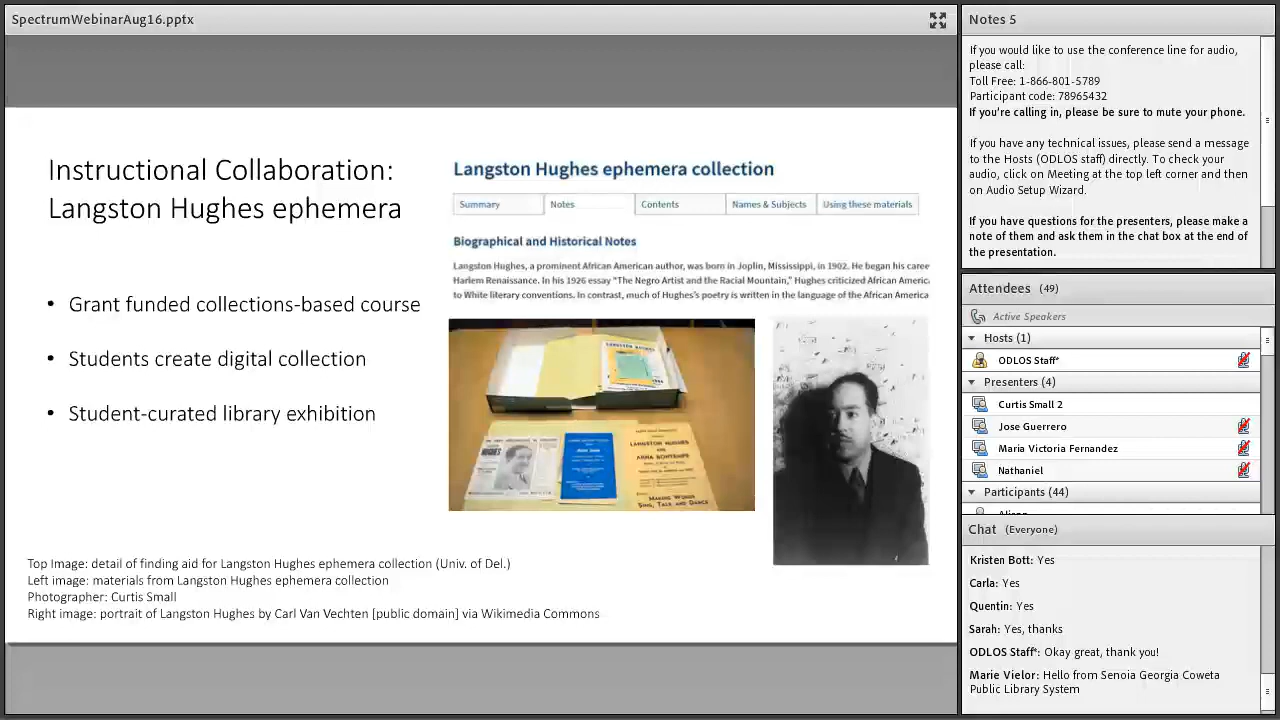 SpectrumWebinarAug16.pptx
Instructional Collaboration:
Langston Hughes ephemera
• Grant funded collections-based course
• Students create digital collection
• Student-curated library exhibition
Langston Hughes ephemera collection
Summary
Notes
Contents
Names & Subjects
Using these materials
Biographical and Historical Notes
Langston Hughes, a prominent African American author, was born in Joplin, Mississippi, in 1902. He began his caree
Harlem Renaissance. In his 1926 essay “The Negro Artist and the Racial Mountain,” Hughes criticized African America
to White literary conventions. In contrast, much of Hughes's poetry is written in the language of the African America
LANGSTON HUGHES
HUGHES
LANGSTON HUGHES
AND
ARNA BONTEMPS
MAKING WORDS
SING, TALK AND DANCE
Top Image: detail of finding aid for Langston Hughes ephemera collection (Univ. of Del.)
Left image: materials from Langston Hughes ephemera collection
Photographer: Curtis Small
Right image: portrait of Langston Hughes by Carl Van Vechten [public domain] via Wikimedia Commons
Notes 5
If you would like to use the conference line for audio,
please call:
Toll Free: 1-866-801-5789
Participant code: 78965432
If you're calling in, please be sure to mute your phone.
If you have any technical issues, please send a message
to the Hosts (ODLOS staff) directly. To check your
audio, click on Meeting at the top left corner and then
on Audio Setup Wizard.
If you have questions for the presenters, please make a
note of them and ask them in the chat box at the end of
the presentation.
Attendees (49)
Active Speakers
Hosts (1)
ODLOS Staff*
Presenters (4)
Curtis Small 2
Jose Guerrero
Maria Victoria Fernandez
Nathaniel
Participants (44)
Chat (Everyone)
Kristen Bott: Yes
Carla: Yes
Quentin: Yes
Sarah: Yes, thanks
ODLOS Staff*: Okay great, thank you!
Marie Vielor: Hello from Senoia Georgia Coweta
Public Library System